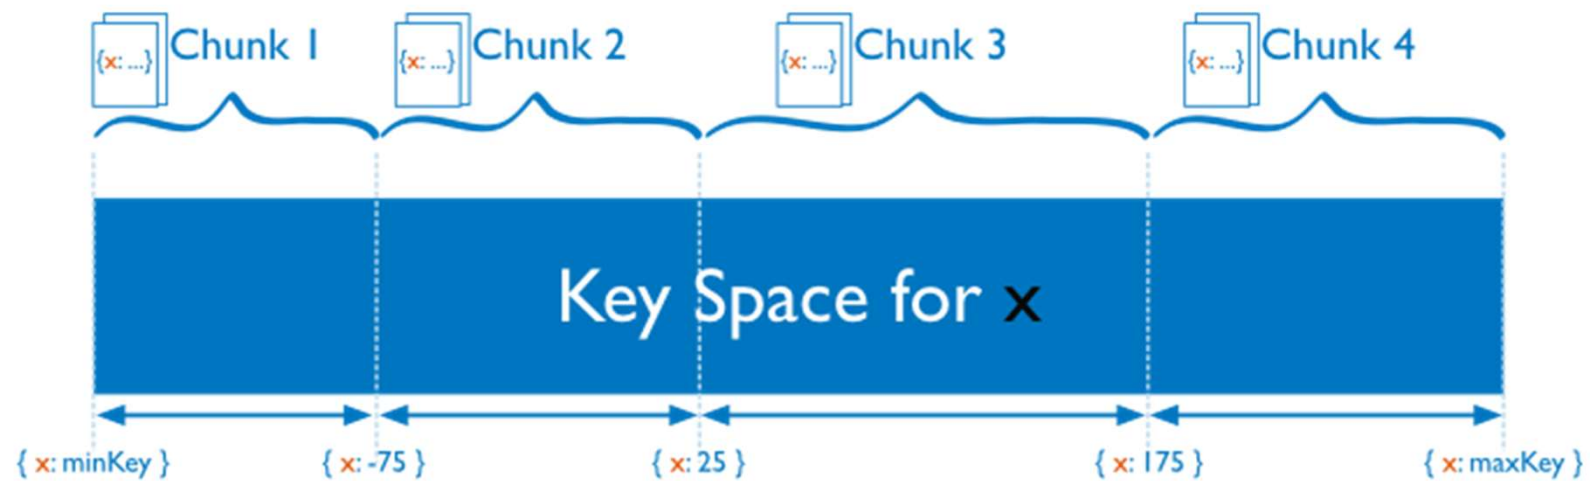 Chunk 1 Chunk 2 Chunk 3 Chunk 4
{x: ...} {x: ...} {x: ...} {x: ...}
Key Space for x
{ x: minKey } { x: -75 } { x: 25 } { x: 175 } { x: maxKey }